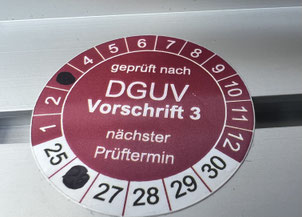 1 2 4 5 6 7 8 9 10 11 12
geprüft nach
DGUV
Vorschrift 3
nächster
Prüftermin
25 27 28 29 30